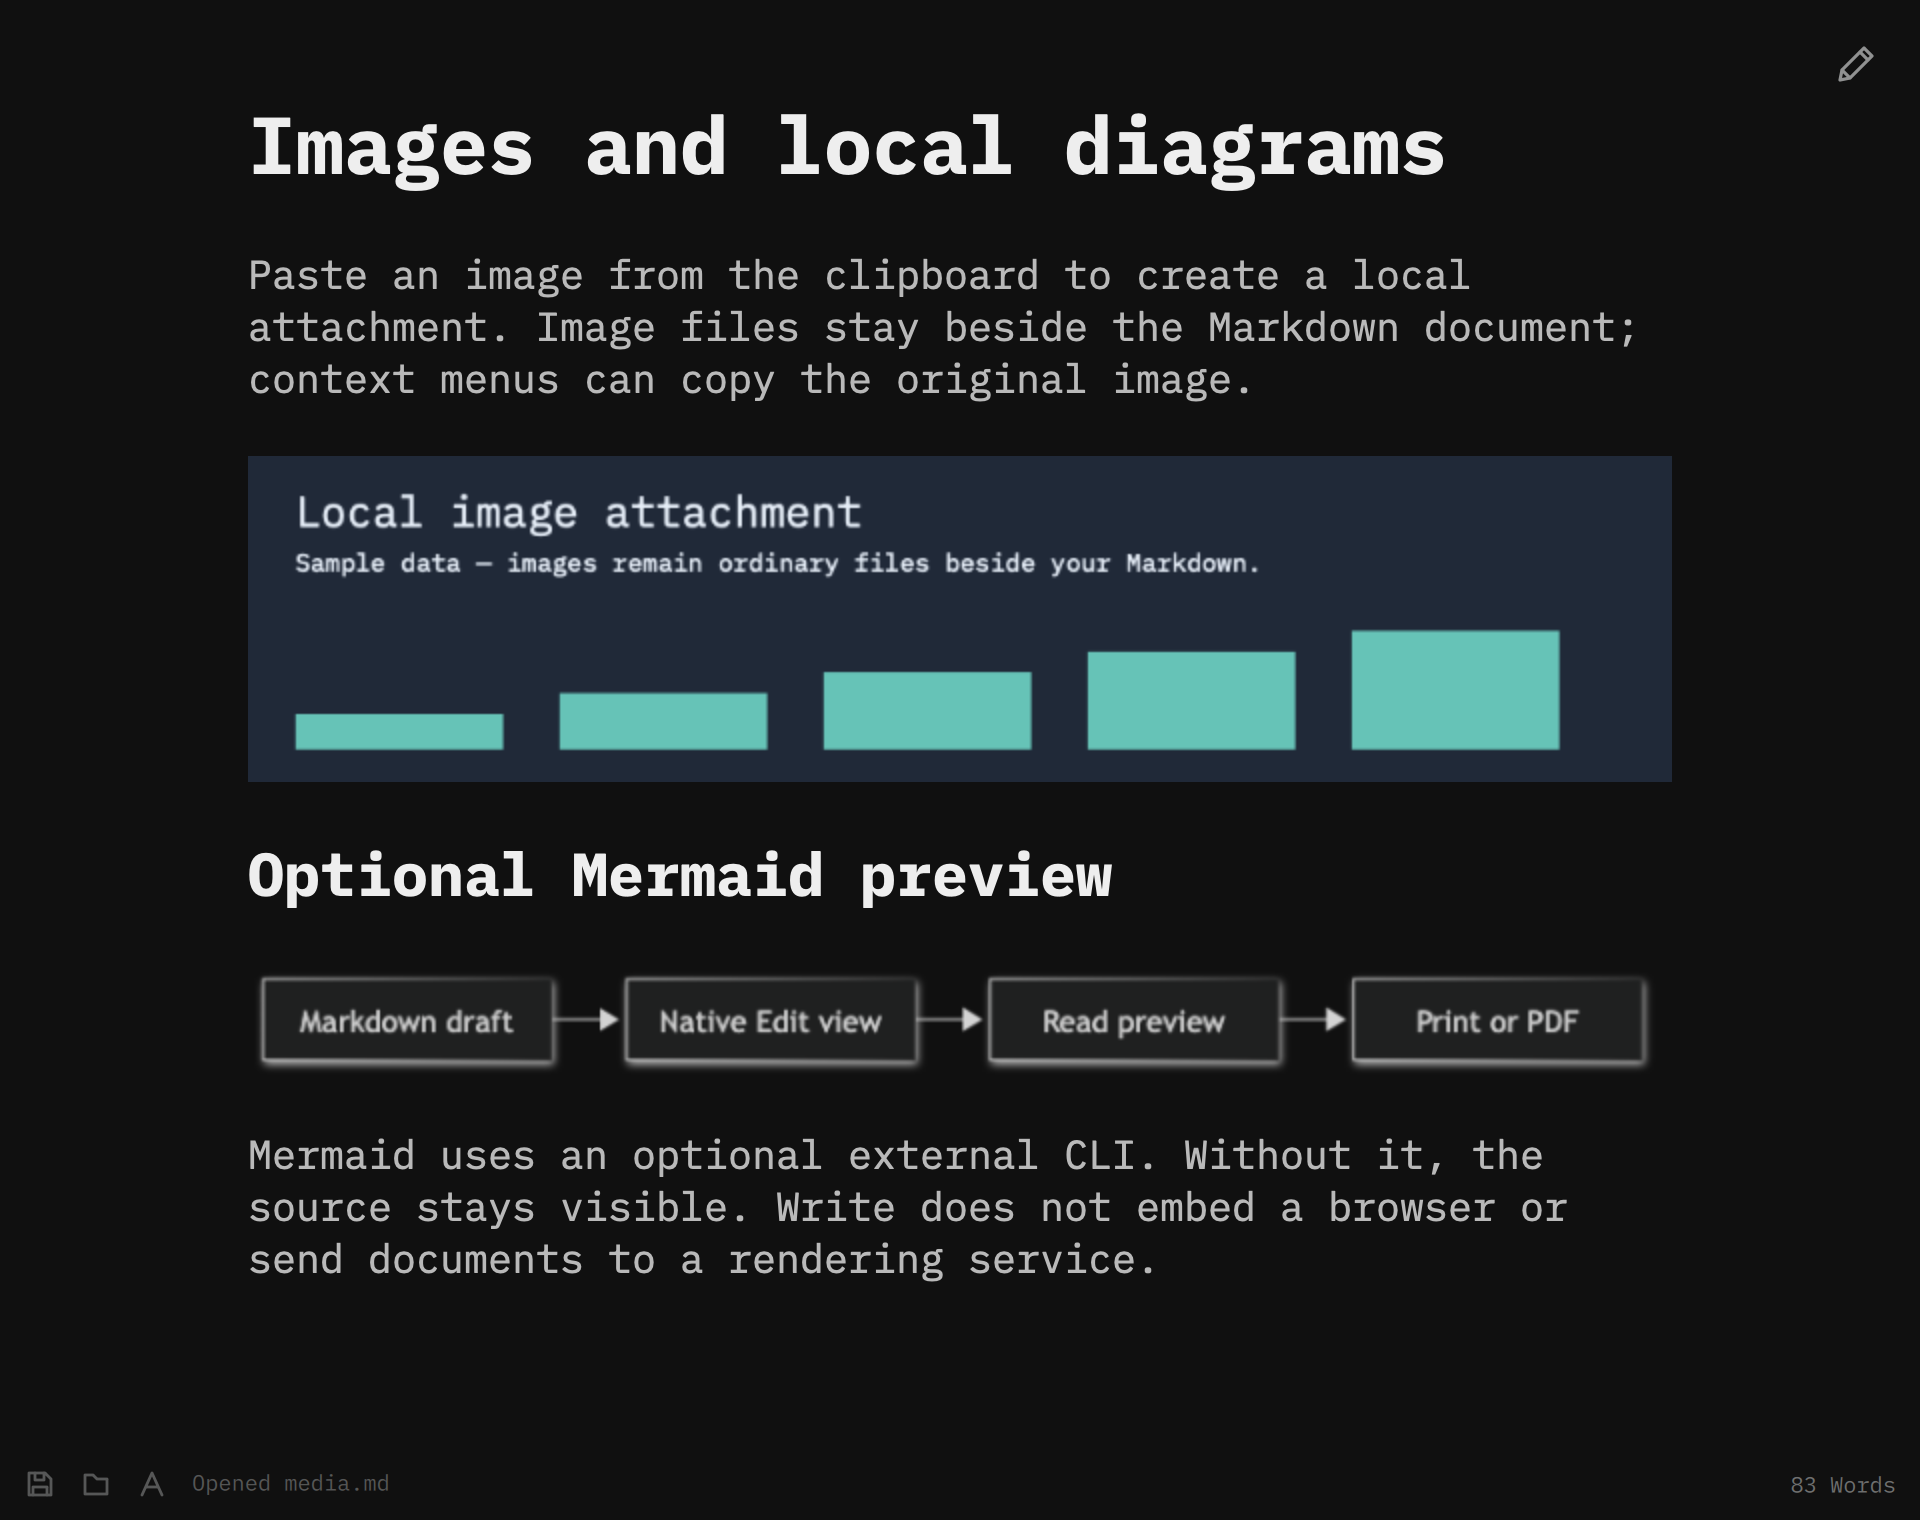 Images and local diagrams
Paste an image from the clipboard to create a local
attachment. Image files stay beside the Markdown document;
context menus can copy the original image.
Local image attachment
Sample data — images remain ordinary files beside your Markdown.
Optional Mermaid preview
Markdown draft
Native Edit view
Read preview
Print or PDF
Mermaid uses an optional external CLI. Without it, the
source stays visible. Write does not embed a browser or
send documents to a rendering service.
Opened media.md
83 Words